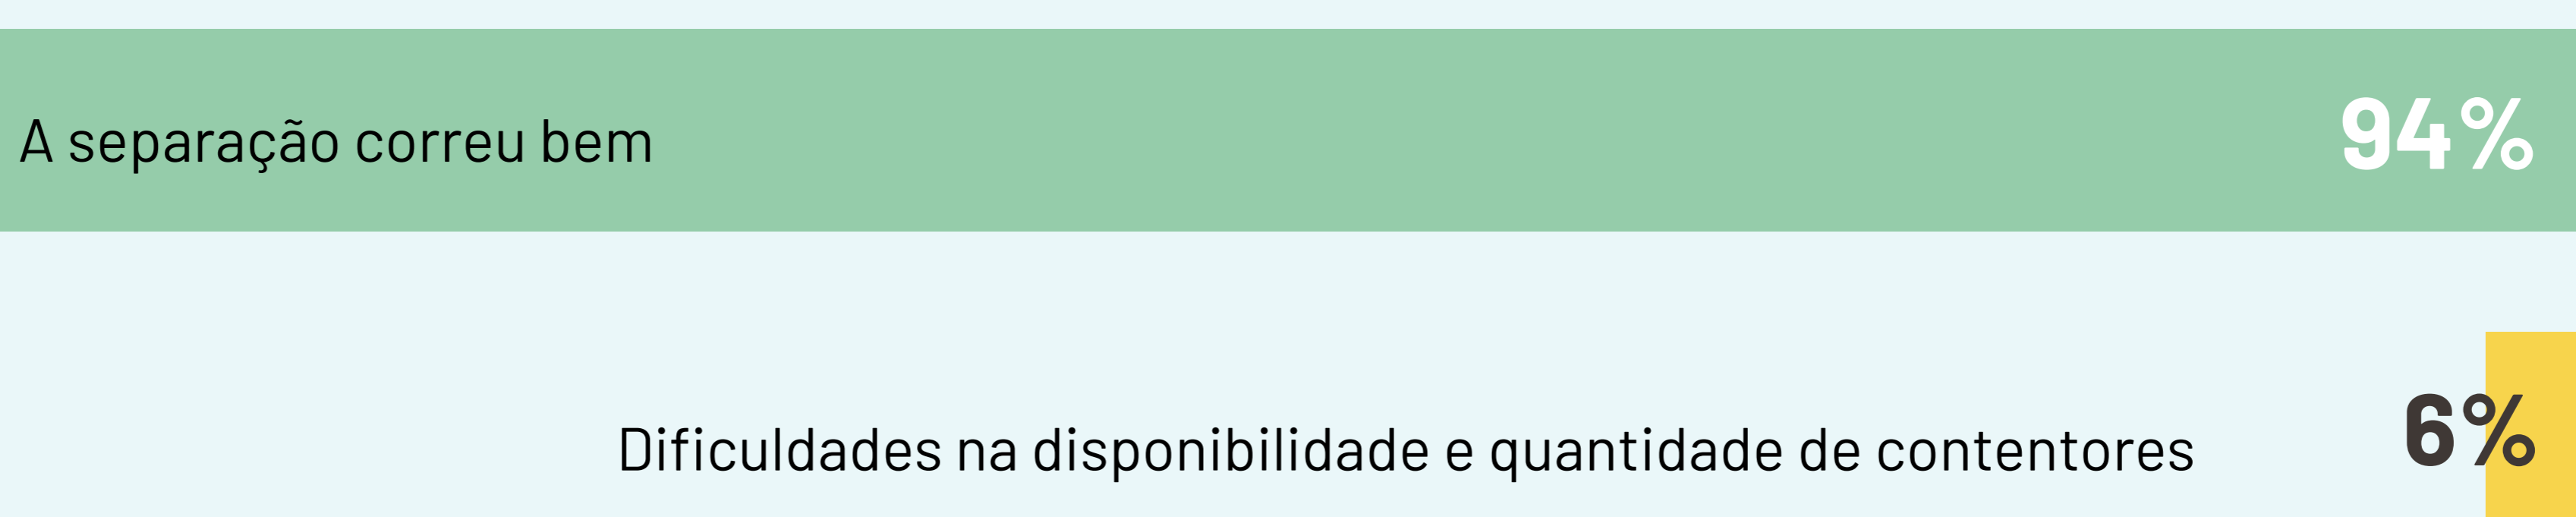 A separação correu bem 94%
Dificuldades na disponibilidade e quantidade de contentores 6%